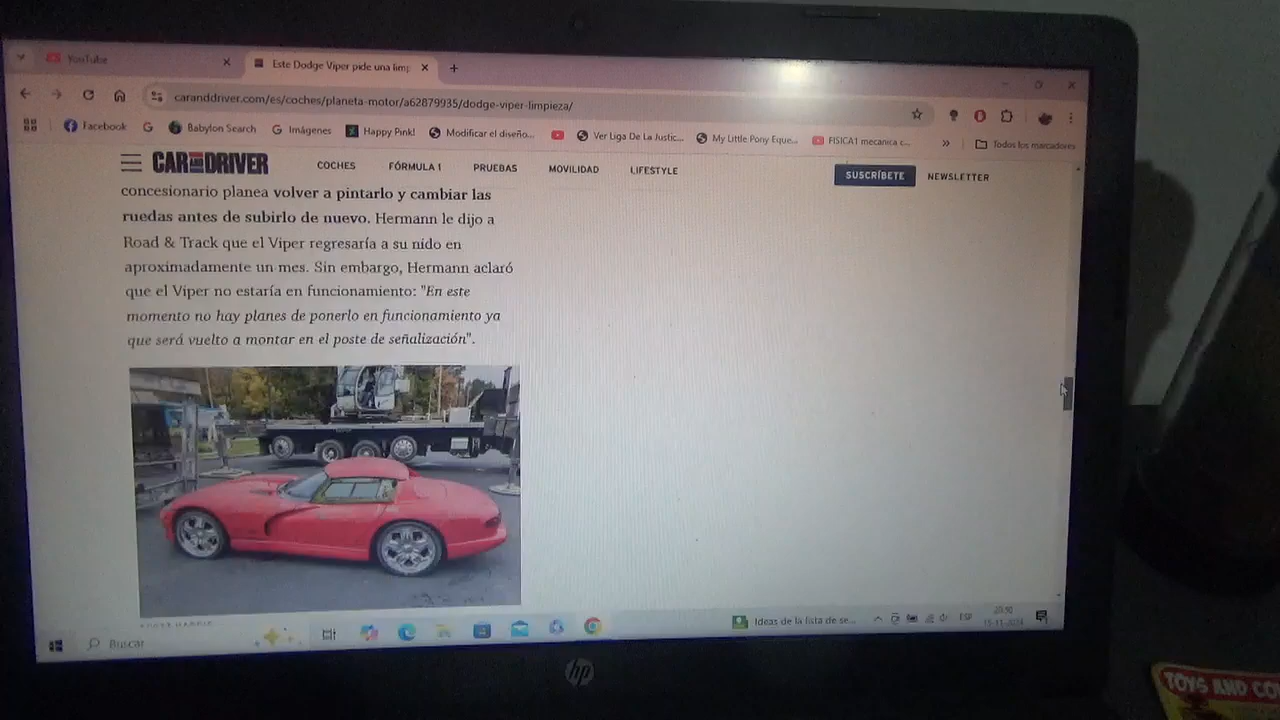 YouTube
Este Dodge Viper pide una limp
caranddriver.com/es/coches/planeta-motor/a62879935/dodge-viper-limpieza/
Facebook
Babylon Search
Imágenes
Happy Pink!
Modificar el diseño...
Ver Liga De La Justic...
My Little Pony Eque...
FISICA1 mecanica c...
»
Todos los marcadores
CAR AND DRIVER
COCHES
FÓRMULA 1
PRUEBAS
MOVILIDAD
LIFESTYLE
SUSCRÍBETE
NEWSLETTER
concesionario planea volver a pintarlo y cambiar las
ruedas antes de subirlo de nuevo. Hermann le dijo a
Road & Track que el Viper regresaría a su nido en
aproximadamente un mes. Sin embargo, Hermann aclaró
que el Viper no estaría en funcionamiento: "En este
momento no hay planes de ponerlo en funcionamiento ya
que será vuelto a montar en el poste de señalización".
Buscar
Ideas de la lista de se...
ESP
15-11-2024
hp
TOYS AND CO